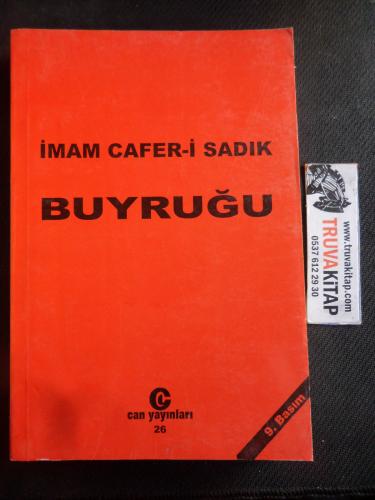 İMAM CAFER-İ SADIK
BUYRUĞU
can yayınları
26
9. Basım
www.truvakitap.com
TRUVAKİTAP
0537 612 29 30